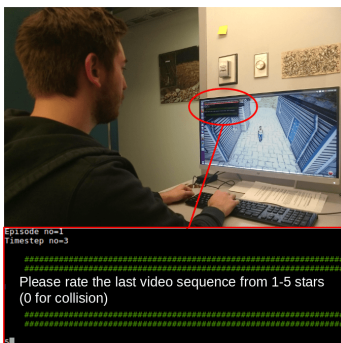 Episode no=1
Timestep no=3
####################################################################
####################################################################
Please rate the last video sequence from 1-5 stars
(0 for collision)
####################################################################
####################################################################